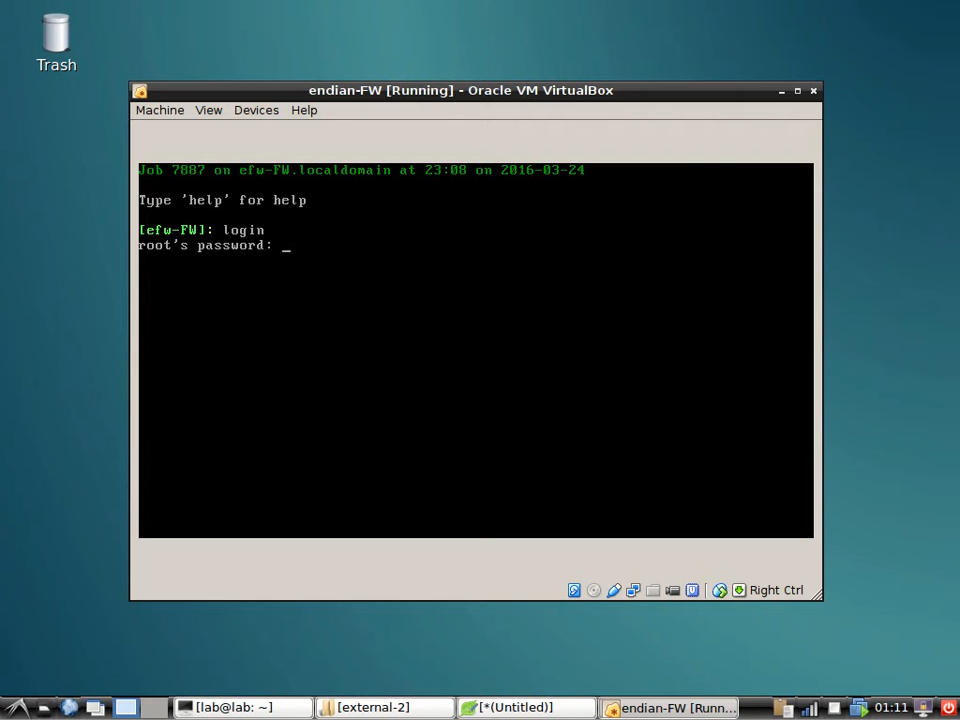 Trash
endian-FW [Running] - Oracle VM VirtualBox
Machine View Devices Help
Job 7887 on efw-FW.localdomain at 23:08 on 2016-03-24
Type 'help' for help
[efw-FW]: login
root's password: _
Right Ctrl
[lab@lab: ~] [external-2] [*(Untitled)] endian-FW [Runn... 01:11